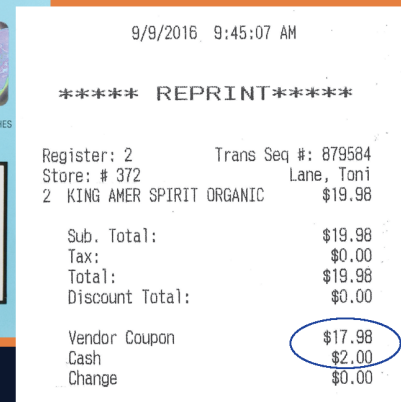 9/9/2016 9:45:07 AM
***** REPRINT*****
HES
Register: 2 Trans Seq #: 879584
Store: # 372 Lane, Toni
2 KING AMER SPIRIT ORGANIC $19.98
Sub. Total: $19.98
Tax: $0.00
Total: $19.98
Discount Total: $0.00
Vendor Coupon $17.98
Cash $2.00
Change $0.00